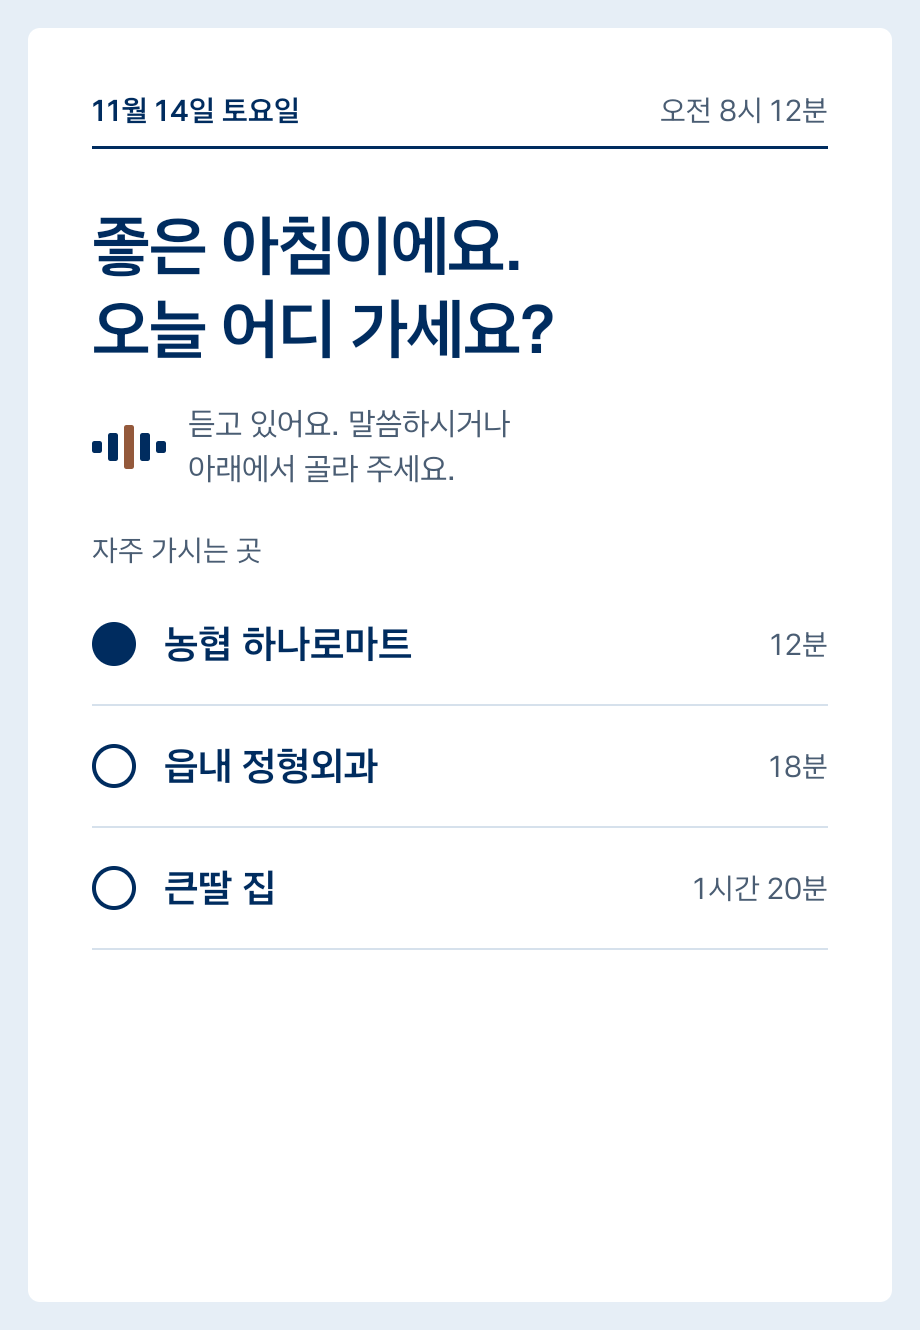 11월 14일 토요일
오전 8시 12분
좋은 아침이에요.
오늘 어디 가세요?
듣고 있어요. 말씀하시거나
아래에서 골라 주세요.
자주 가시는 곳
농협 하나로마트
12분
읍내 정형외과
18분
큰딸 집
1시간 20분